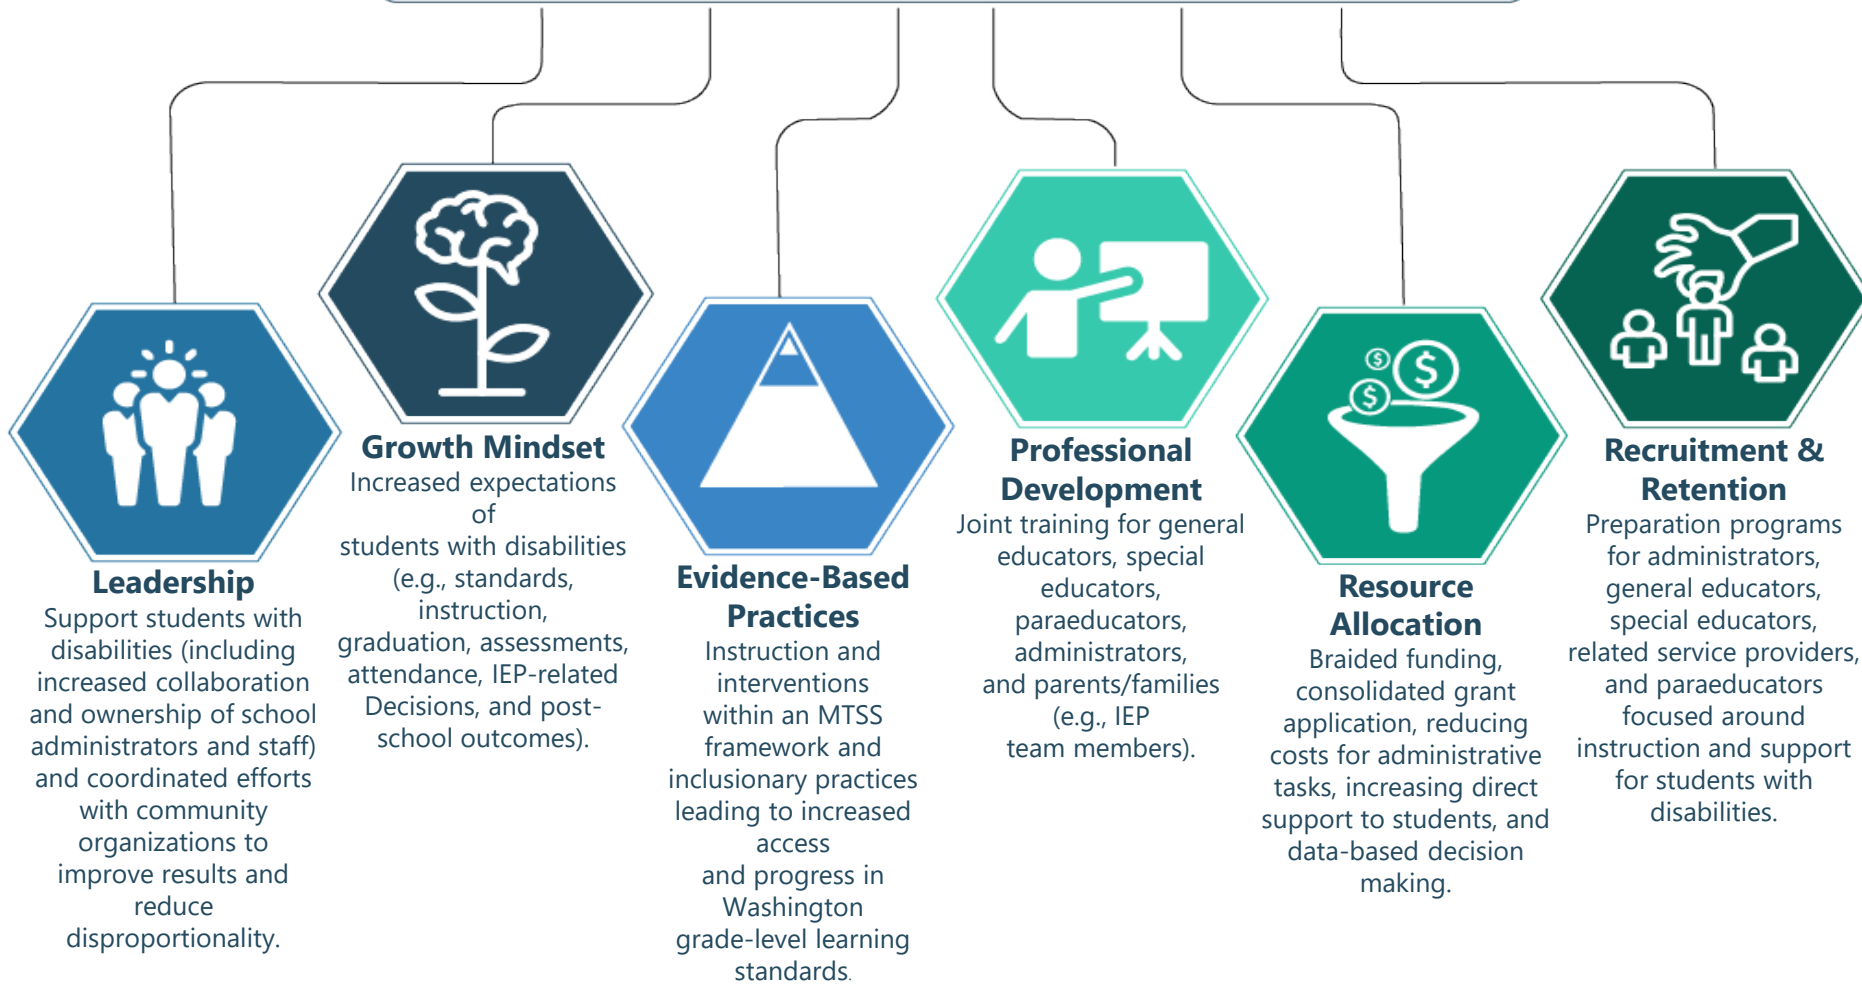 Leadership
Support students with
disabilities (including
increased collaboration
and ownership of school
administrators and staff)
and coordinated efforts
with community
organizations to
improve results and
reduce
disproportionality.
Growth Mindset
Increased expectations
of
students with disabilities
(e.g., standards,
instruction,
graduation, assessments,
attendance, IEP-related
Decisions, and post-
school outcomes).
Evidence-Based
Practices
Instruction and
interventions
within an MTSS
framework and
inclusionary practices
leading to increased
access
and progress in
Washington
grade-level learning
standards.
Professional
Development
Joint training for general
educators, special
educators,
paraeducators,
administrators,
and parents/families
(e.g., IEP
team members).
$
$
$
Resource
Allocation
Braided funding,
consolidated grant
application, reducing
costs for administrative
tasks, increasing direct
support to students, and
data-based decision
making.
Recruitment &
Retention
Preparation programs
for administrators,
general educators,
special educators,
related service providers,
and paraeducators
focused around
instruction and support
for students with
disabilities.